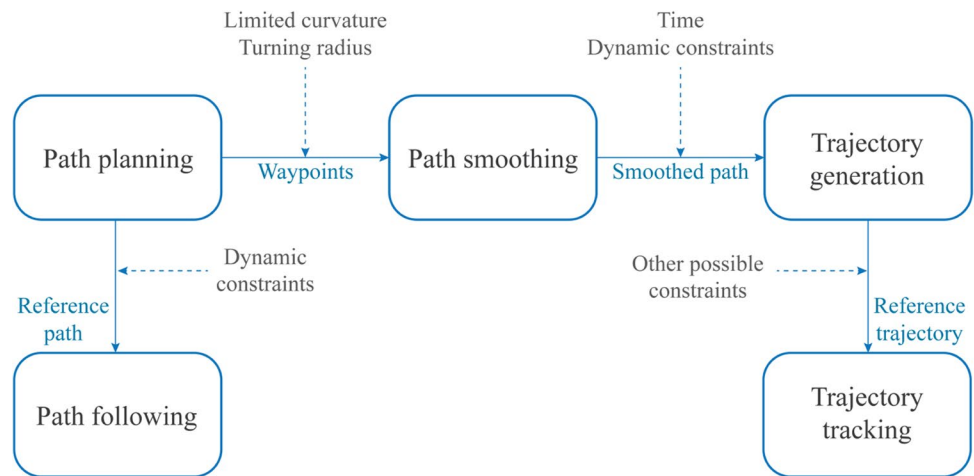 Limited curvature
Turning radius
Time
Dynamic constraints
Path planning
Waypoints
Path smoothing
Smoothed path
Trajectory
generation
Dynamic
constraints
Other possible
constraints
Reference
path
Reference
trajectory
Path following
Trajectory
tracking